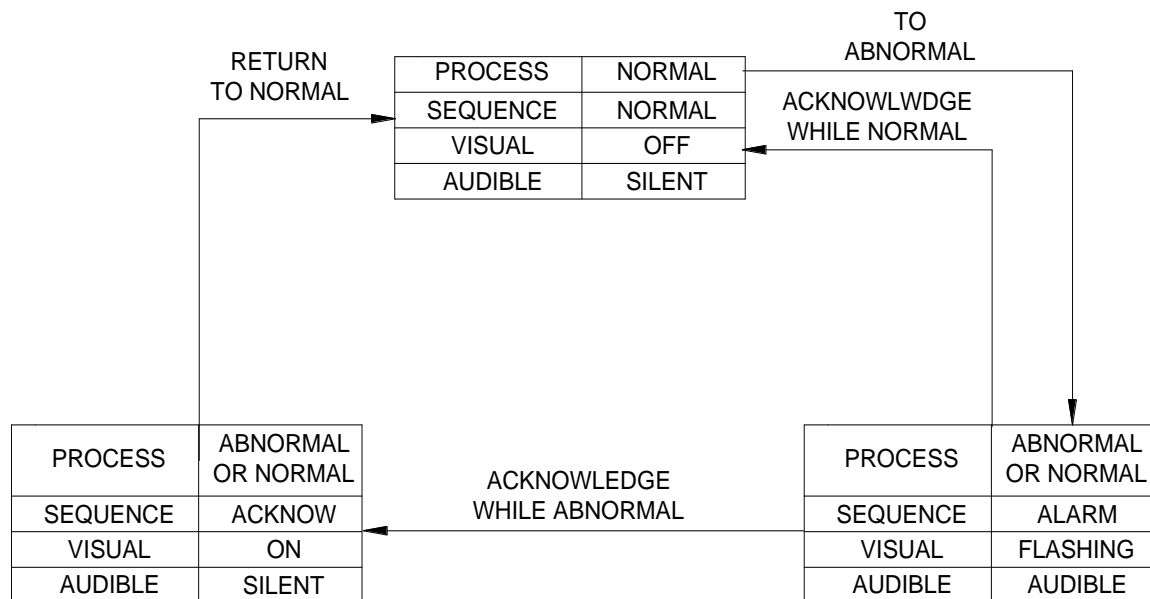 TO
ABNORMAL
RETURN
TO NORMAL
PROCESS NORMAL
SEQUENCE NORMAL
VISUAL OFF
AUDIBLE SILENT
ACKNOWLWDGE
WHILE NORMAL
PROCESS ABNORMAL
OR NORMAL
SEQUENCE ACKNOW
VISUAL ON
AUDIBLE SILENT
ACKNOWLEDGE
WHILE ABNORMAL
PROCESS ABNORMAL
OR NORMAL
SEQUENCE ALARM
VISUAL FLASHING
AUDIBLE AUDIBLE